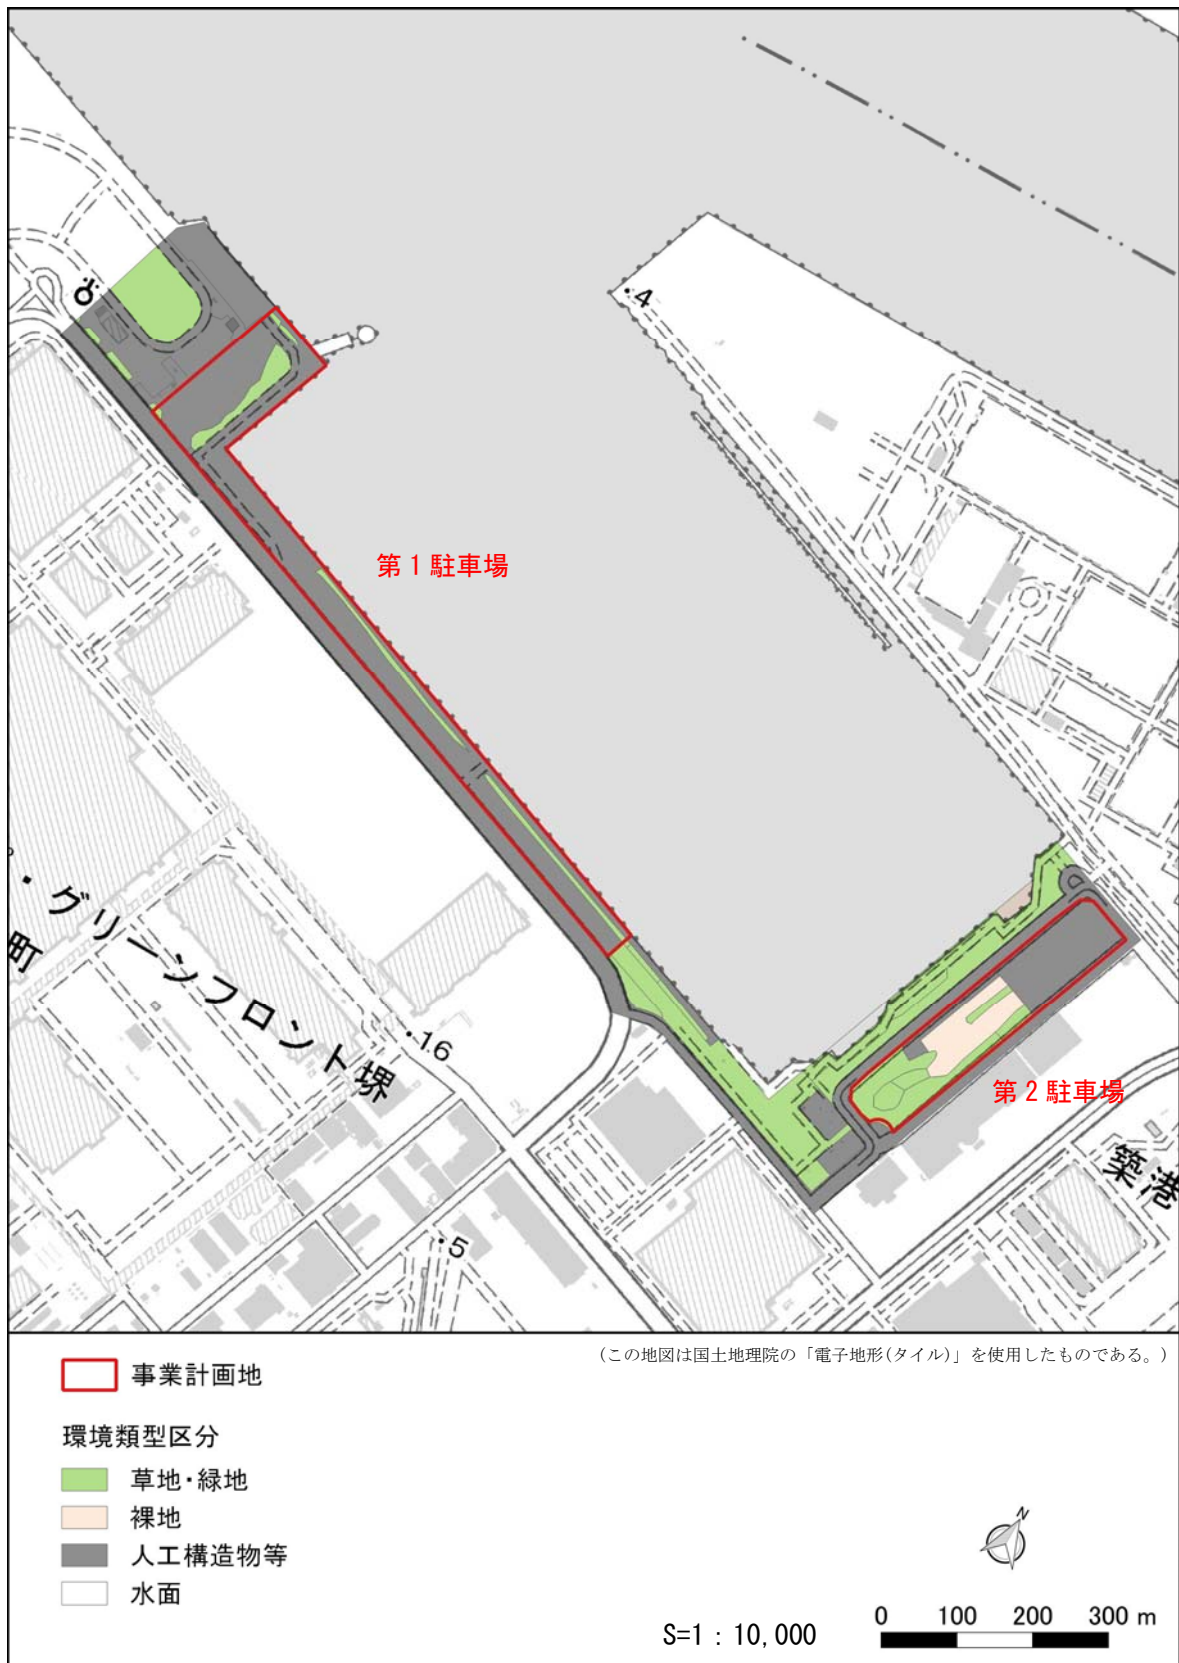 ・4
第1駐車場
・グリーンフロント堺
町
・16
第2駐車場
築港
・5
(この地図は国土地理院の「電子地形(タイル)」を使用したものである。)
事業計画地
環境類型区分
草地・緑地
裸地
人工構造物等
水面
N
0 100 200 300 m
S=1：10,000